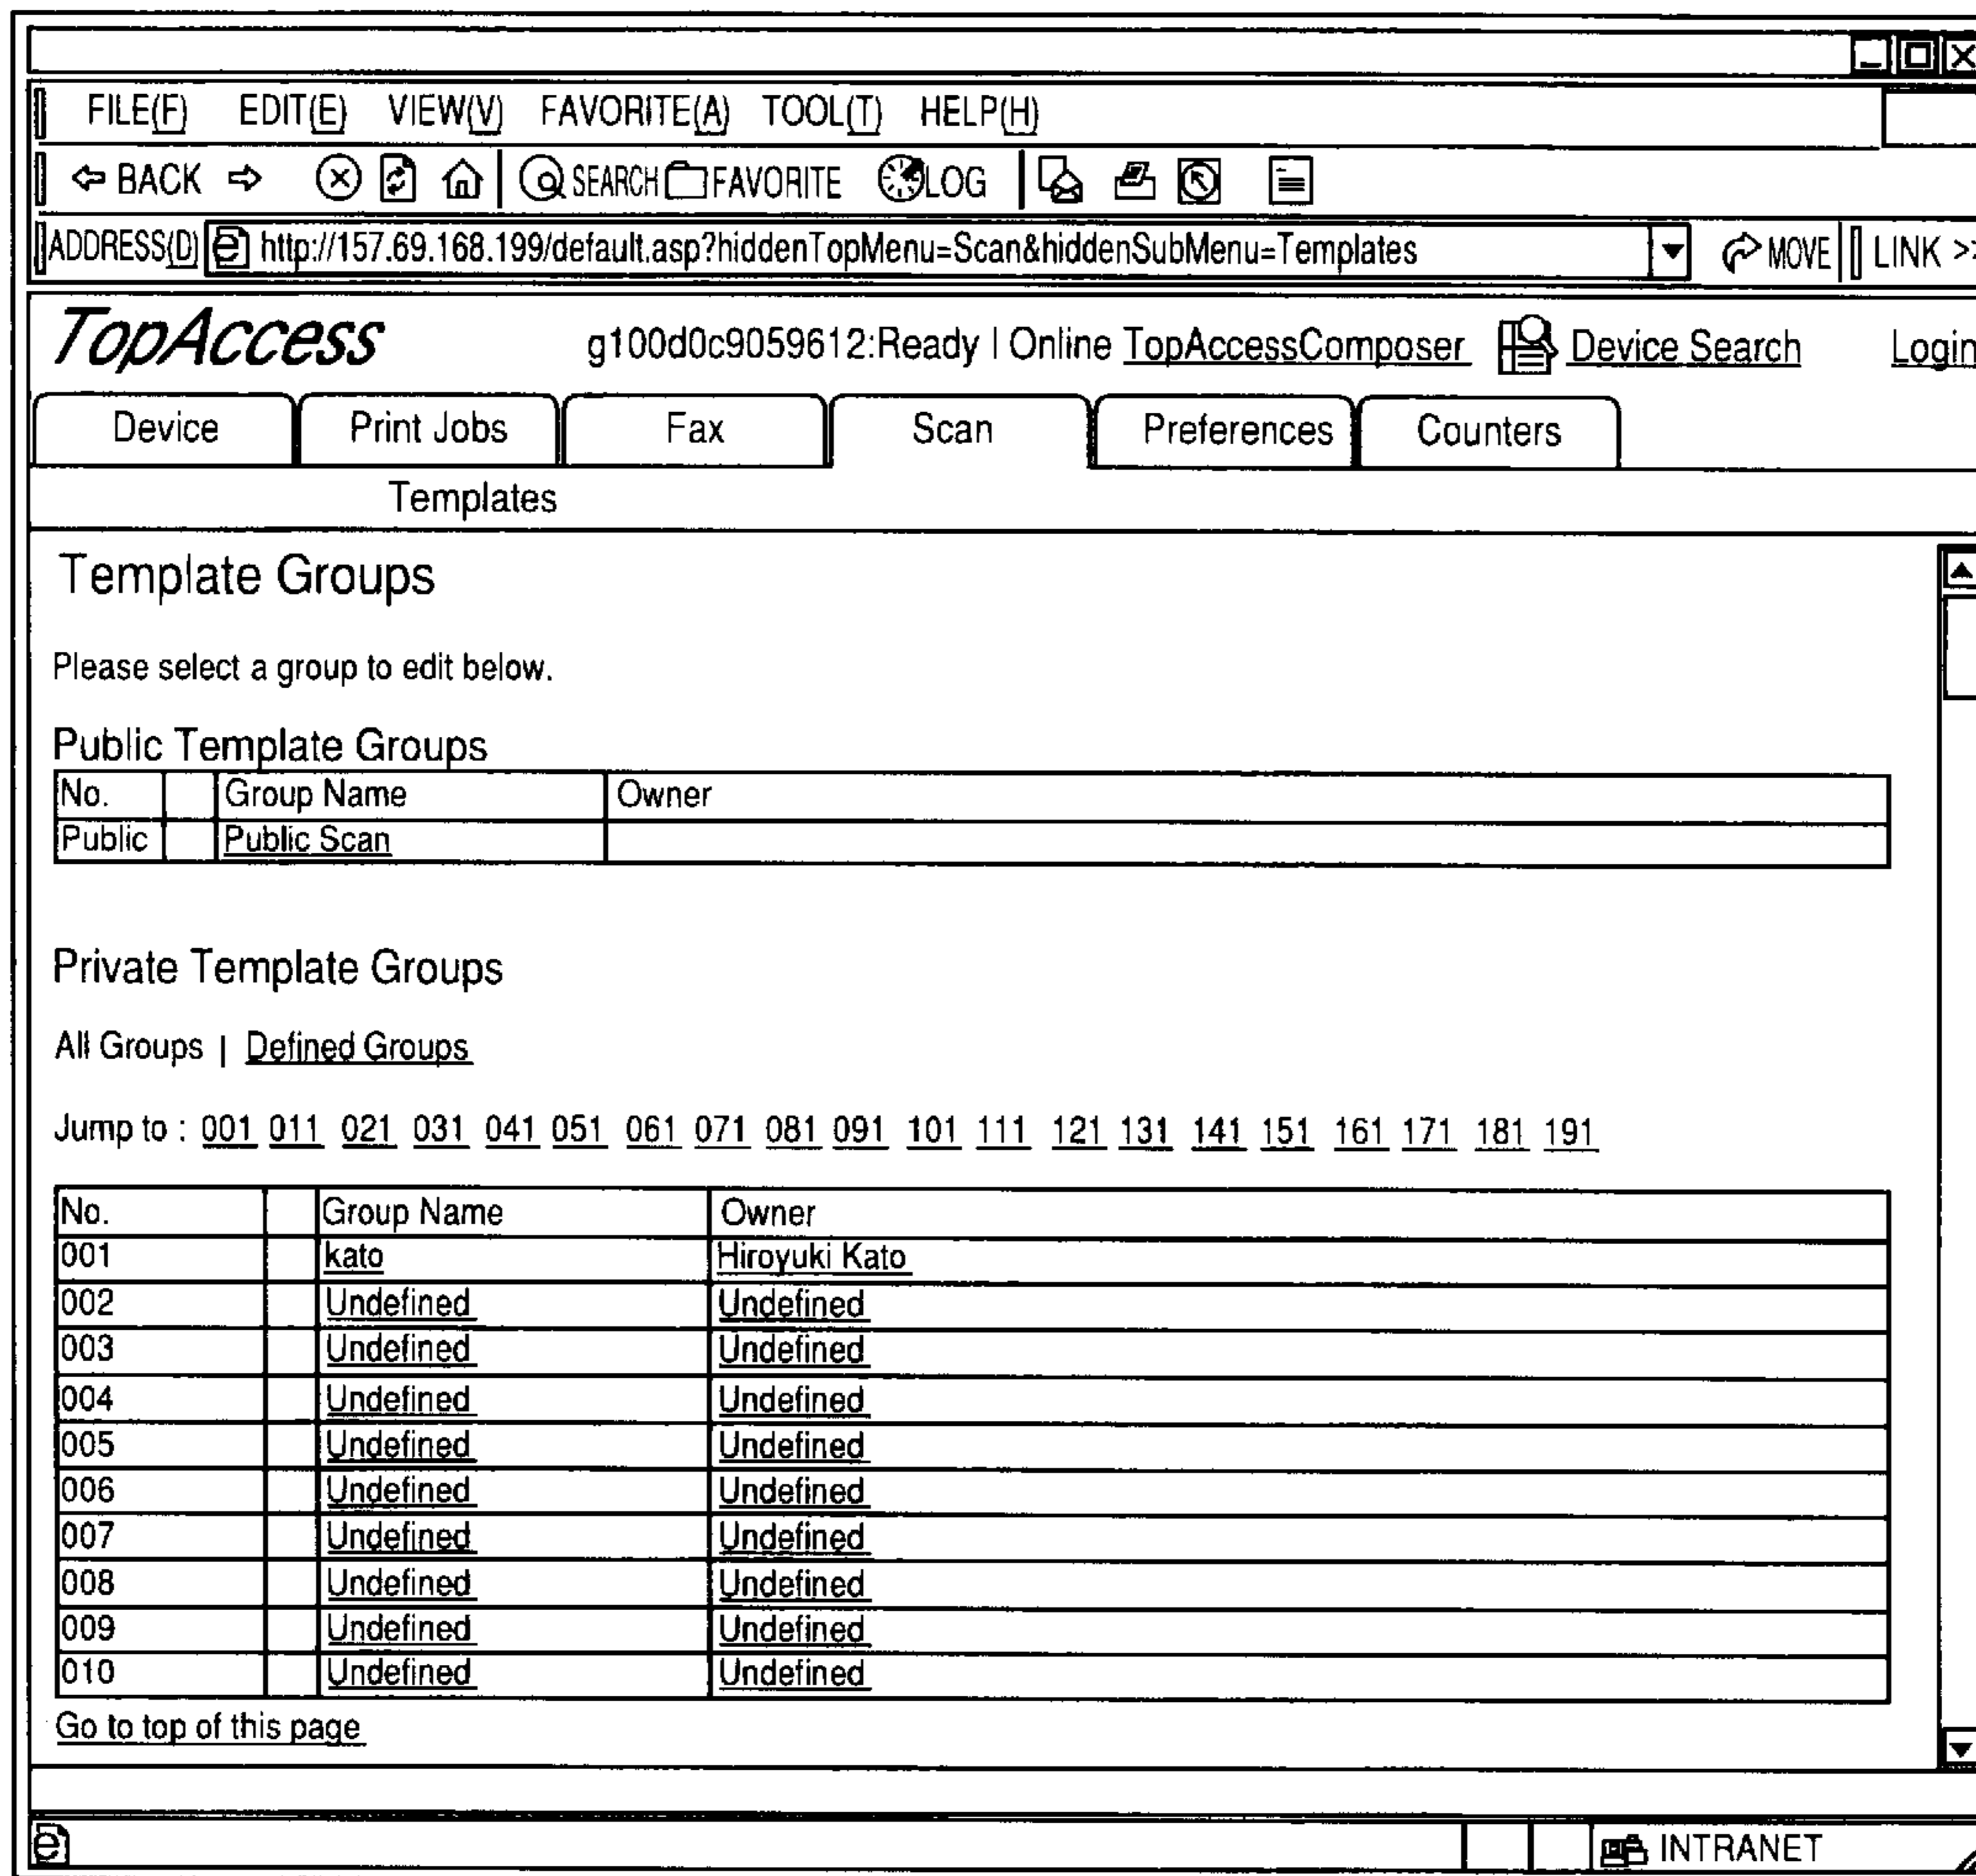 FILE(F) EDIT(E) VIEW(V) FAVORITE(A) TOOL(T) HELP(H)
BACK SEARCH FAVORITE LOG
ADDRESS(D) http://157.69.168.199/default.asp?hiddenTopMenu=Scan&hiddenSubMenu=Templates MOVE LINK >>
TopAccess g100d0c9059612:Ready | Online TopAccessComposer Device Search Login
Device Print Jobs Fax Scan Preferences Counters
Templates
Template Groups
Please select a group to edit below.
Public Template Groups
No. Group Name Owner
Public Public Scan
Private Template Groups
All Groups | Defined Groups
Jump to : 001 011 021 031 041 051 061 071 081 091 101 111 121 131 141 151 161 171 181 191
No. Group Name Owner
001 kato Hiroyuki Kato
002 Undefined Undefined
003 Undefined Undefined
004 Undefined Undefined
005 Undefined Undefined
006 Undefined Undefined
007 Undefined Undefined
008 Undefined Undefined
009 Undefined Undefined
010 Undefined Undefined
Go to top of this page
INTRANET